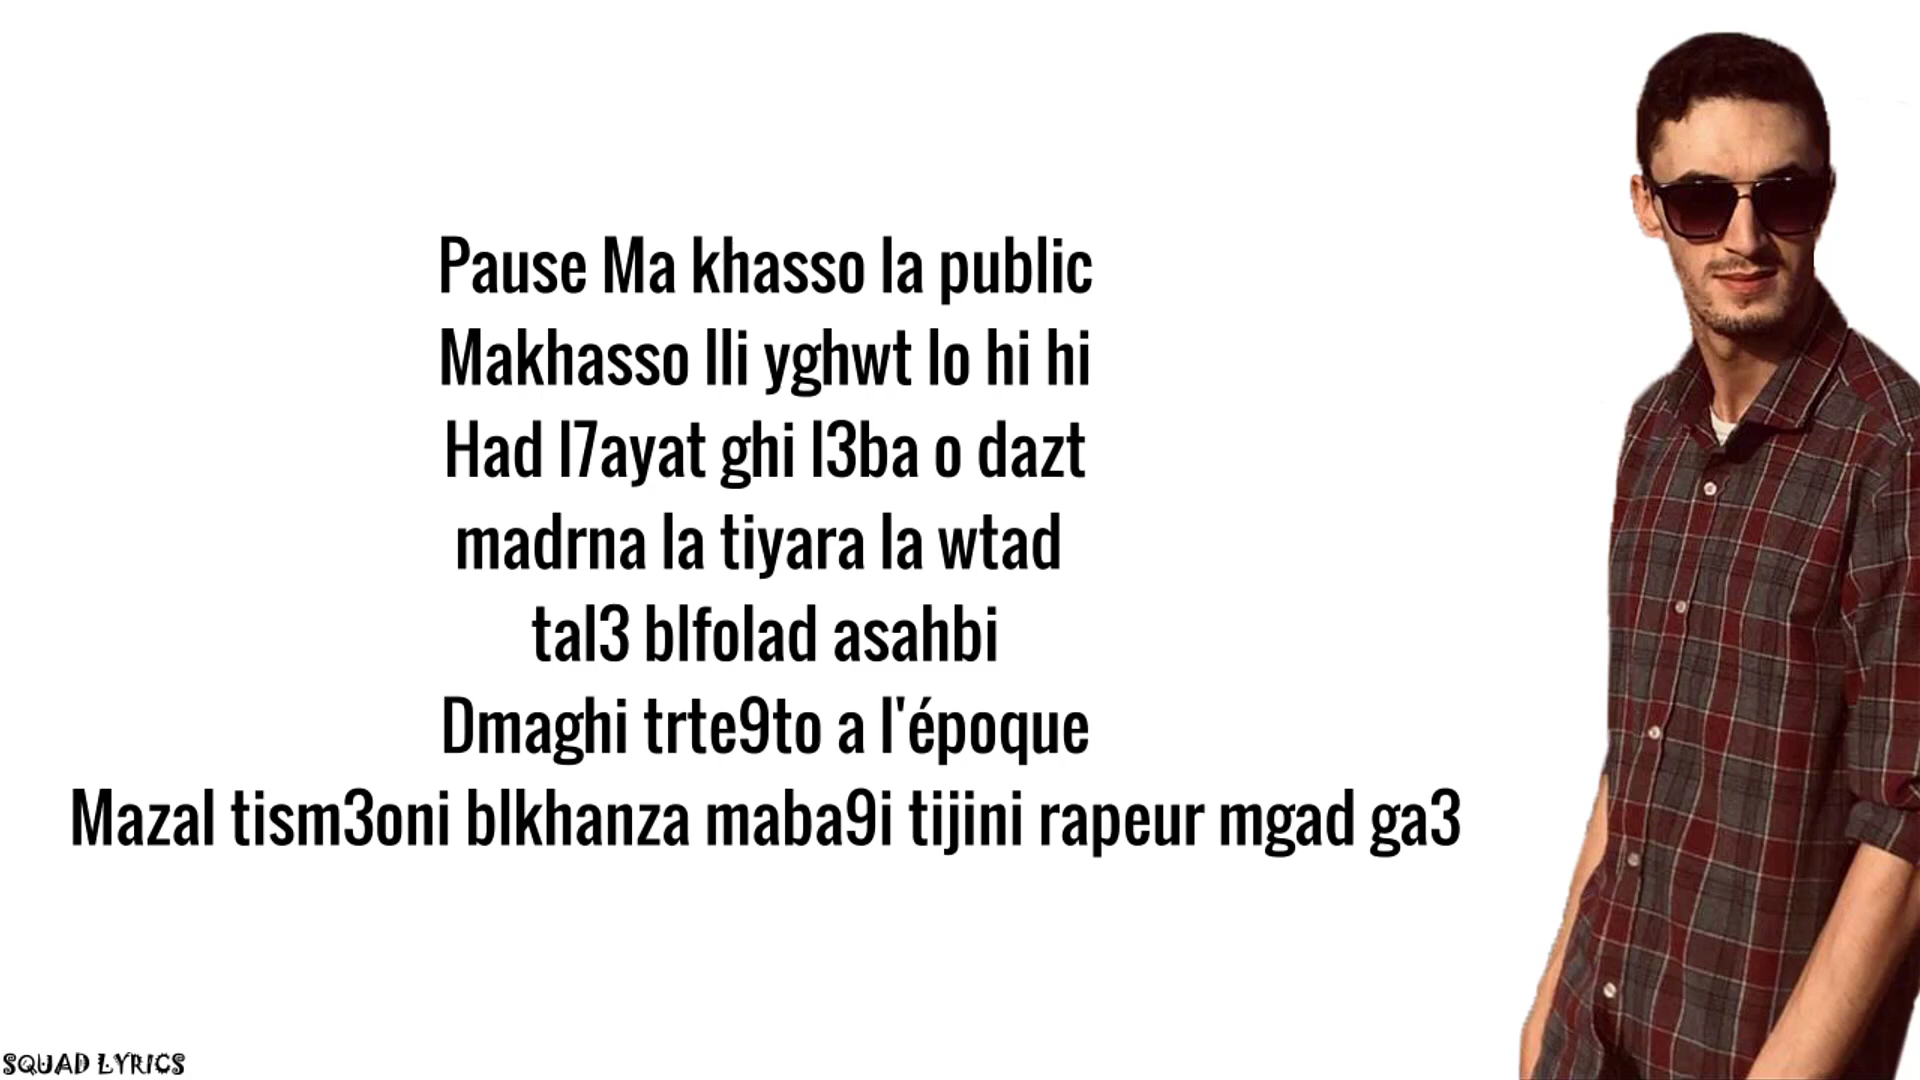 Pause Ma khasso la public
Makhasso lli yghwt lo hi hi
Had l7ayat ghi l3ba o dazt
madrna la tiyara la wtad
tal3 blfolad asahbi
Dmaghi trte9to a l'époque
Mazal tism3oni blkhanza maba9i tijini rapeur mgad ga3
SQUAD LYRICS